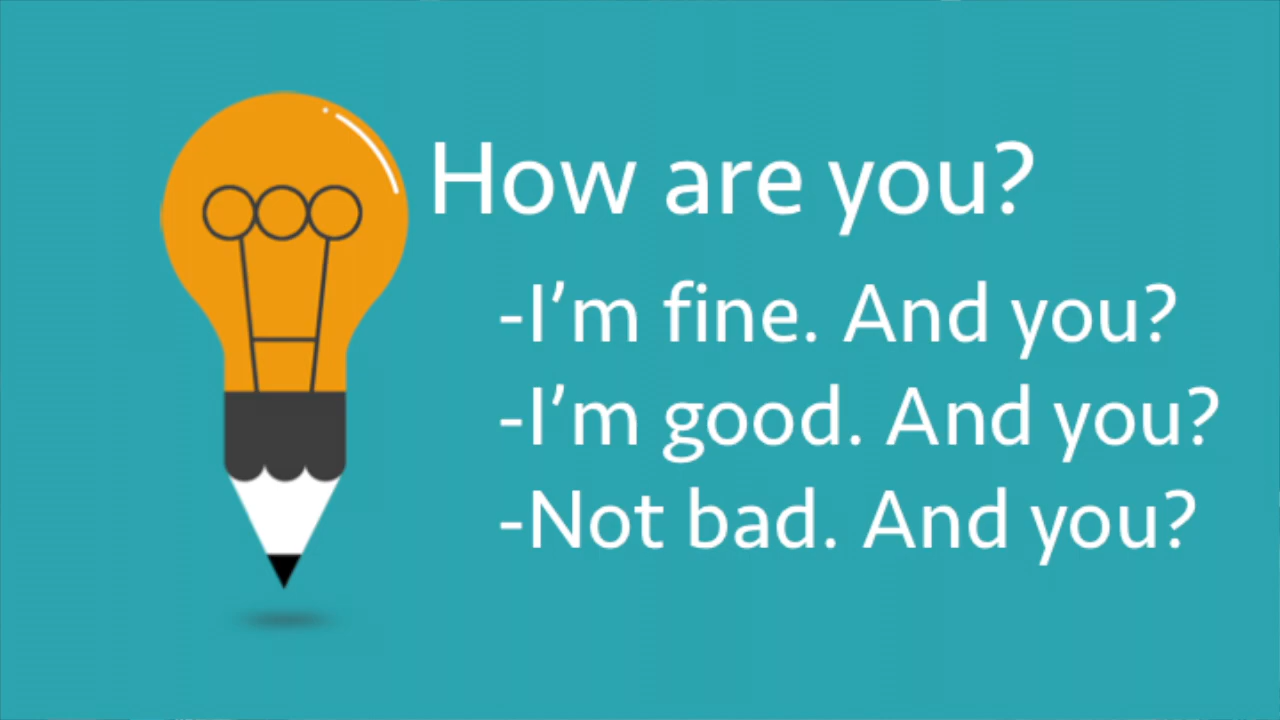 How are you?
-I’m fine. And you?
-I’m good. And you?
-Not bad. And you?